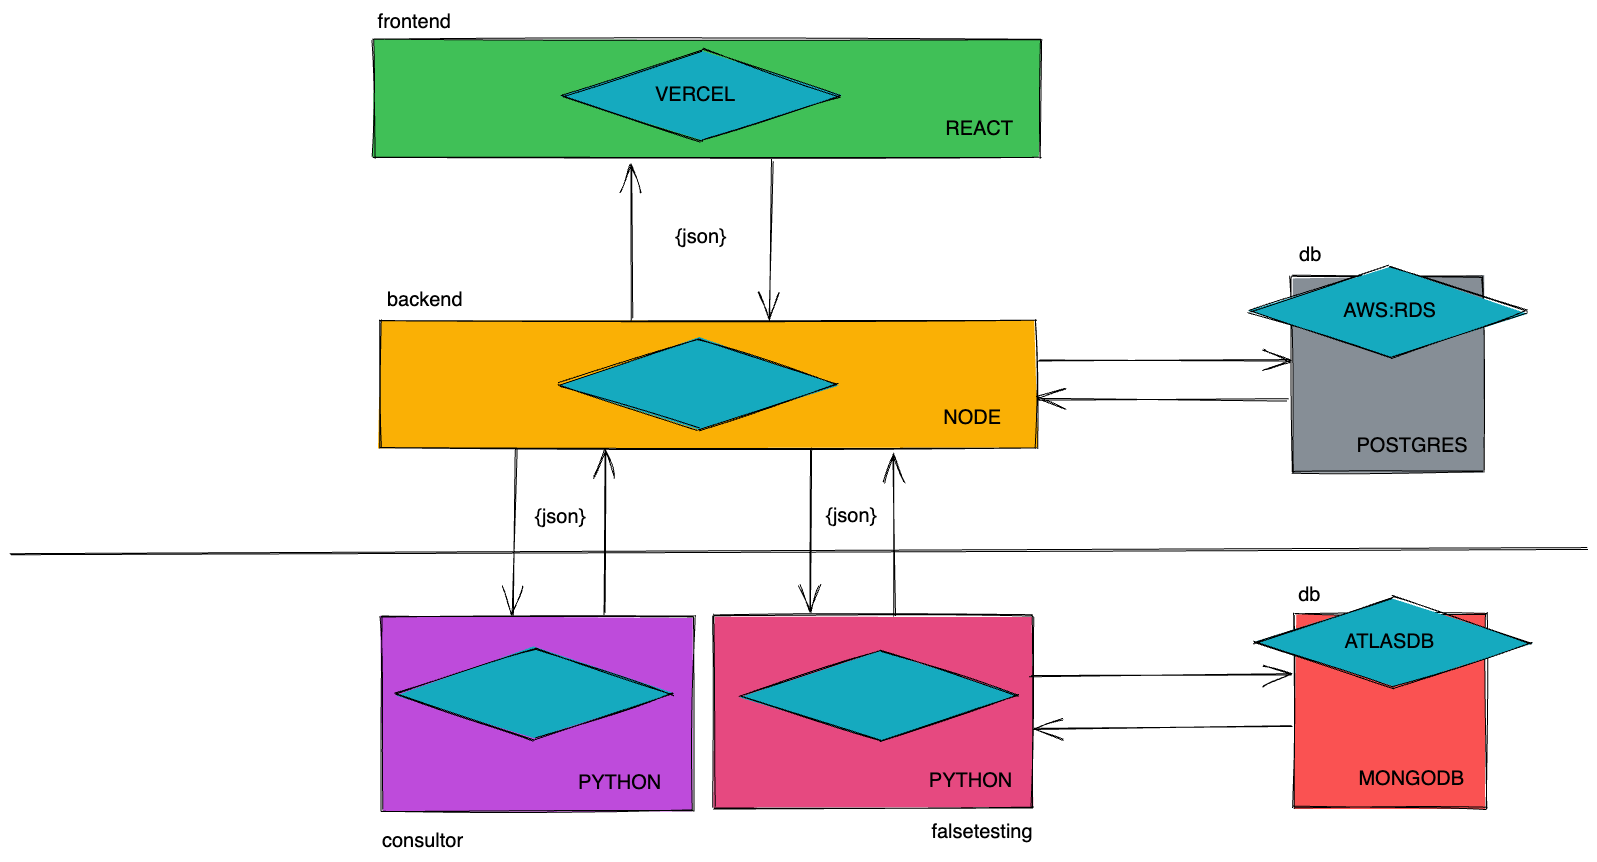 frontend
VERCEL
REACT
{json}
db
backend
AWS:RDS
NODE
POSTGRES
{json}
{json}
db
ATLASDB
PYTHON
PYTHON
MONGODB
consultor
falsetesting